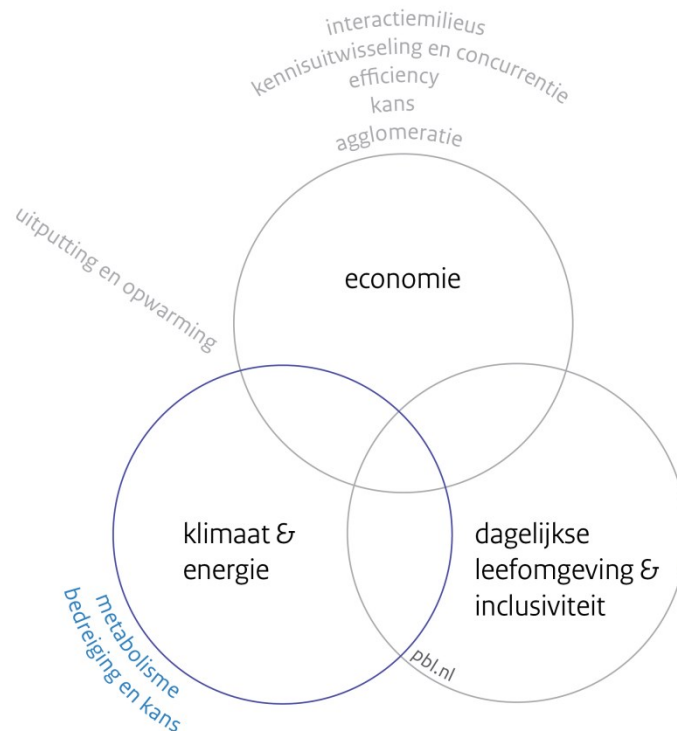 interactiemilieus
kennisuitwisseling en concurrentie
efficiency
kans
agglomeratie
uitputting en opwarming
economie
klimaat &
energie
dagelijkse
leefomgeving &
inclusiviteit
metabolisme
bedreiging en kans
pbl.nl